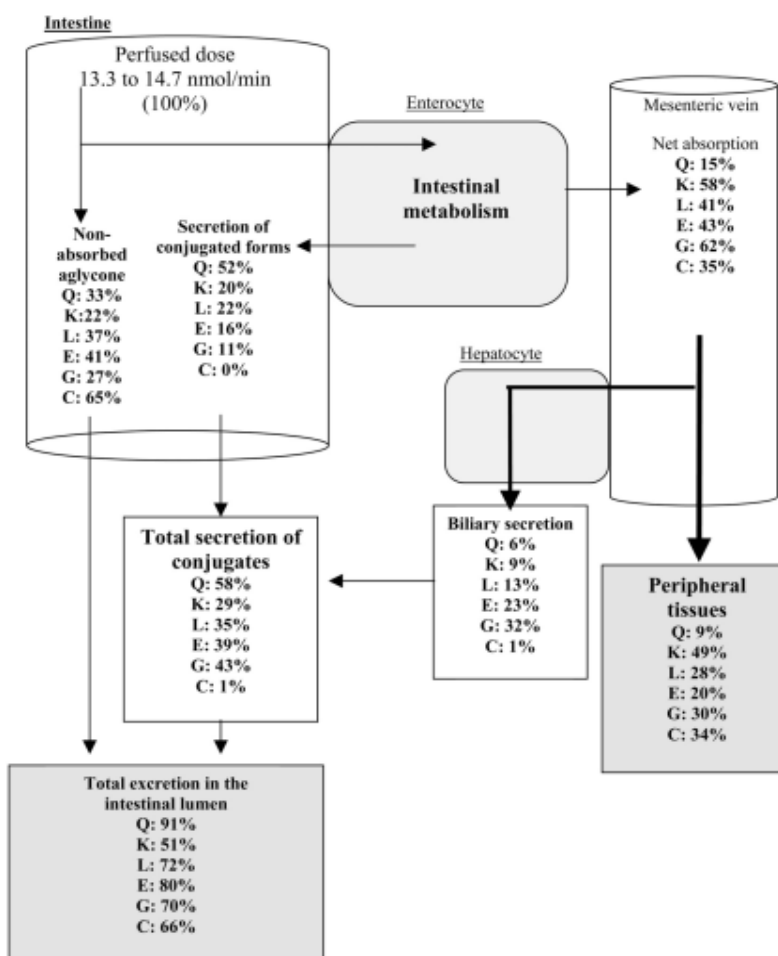 Intestine
Perfused dose
13.3 to 14.7 nmol/min
(100%)
Enterocyte
Intestinal
metabolism
Mesenteric vein
Net absorption
Q: 15%
K: 58%
L: 41%
E: 43%
G: 62%
C: 35%
Non-
absorbed
aglycone
Q: 33%
K:22%
L: 37%
E: 41%
G: 27%
C: 65%
Secretion of
conjugated forms
Q: 52%
K: 20%
L: 22%
E: 16%
G: 11%
C: 0%
Hepatocyte
Total secretion of
conjugates
Q: 58%
K: 29%
L: 35%
E: 39%
G: 43%
C: 1%
Biliary secretion
Q: 6%
K: 9%
L: 13%
E: 23%
G: 32%
C: 1%
Peripheral
tissues
Q: 9%
K: 49%
L: 28%
E: 20%
G: 30%
C: 34%
Total excretion in the
intestinal lumen
Q: 91%
K: 51%
L: 72%
E: 80%
G: 70%
C: 66%